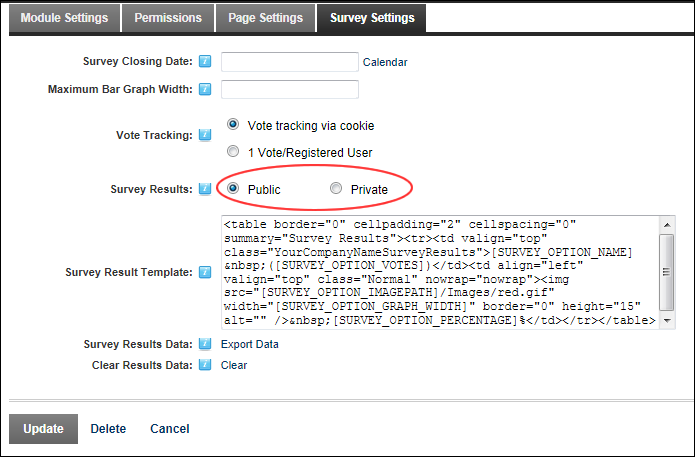 Module Settings Permissions Page Settings Survey Settings
Survey Closing Date: Calendar
Maximum Bar Graph Width:
Vote Tracking: Vote tracking via cookie
1 Vote/Registered User
Survey Results: Public Private
Survey Result Template:
<table border="0" cellpadding="2" cellspacing="0"
summary="Survey Results"><tr><td valign="top"
class="YourCompanyNameSurveyResults">[SURVEY_OPTION_NAME]
&nbsp;([SURVEY_OPTION_VOTES])</td><td align="left"
valign="top" class="Normal" nowrap="nowrap"><img
src="[SURVEY_OPTION_IMAGEPATH]/Images/red.gif"
width="[SURVEY_OPTION_GRAPH_WIDTH]" border="0" height="15"
alt="" />&nbsp;[SURVEY_OPTION_PERCENTAGE]%</td></tr></table>
Survey Results Data: Export Data
Clear Results Data: Clear
Update Delete Cancel